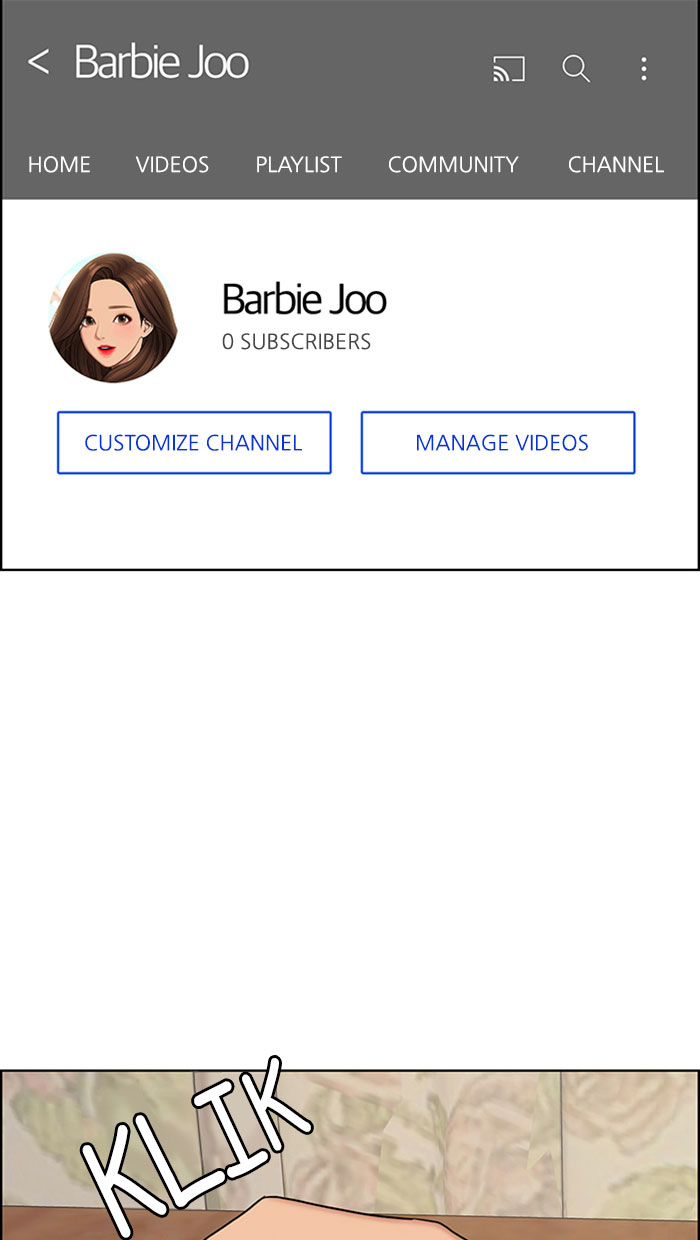 < Barbie Joo
HOME VIDEOS PLAYLIST COMMUNITY CHANNEL
Barbie Joo
0 SUBSCRIBERS
CUSTOMIZE CHANNEL MANAGE VIDEOS
KLIK